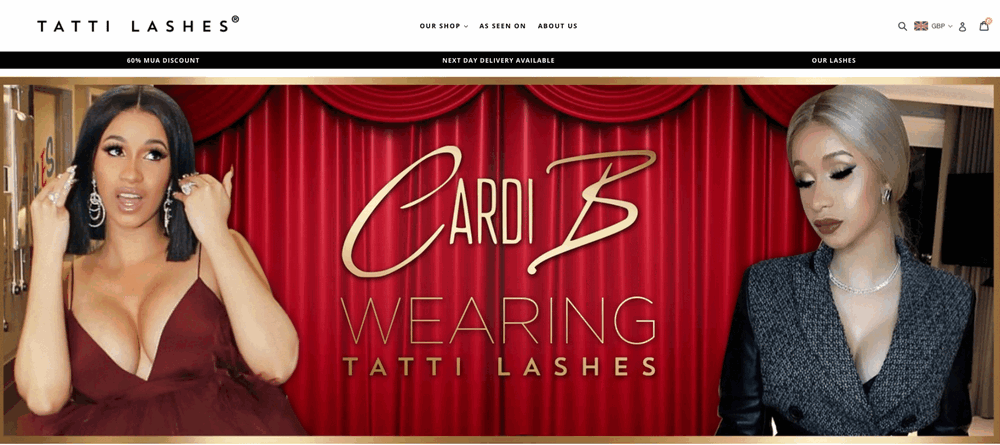 TATTI LASHES®
OUR SHOP
AS SEEN ON
ABOUT US
GBP
60% MUA DISCOUNT
NEXT DAY DELIVERY AVAILABLE
OUR LASHES
CARDI B
WEARING
TATTI LASHES